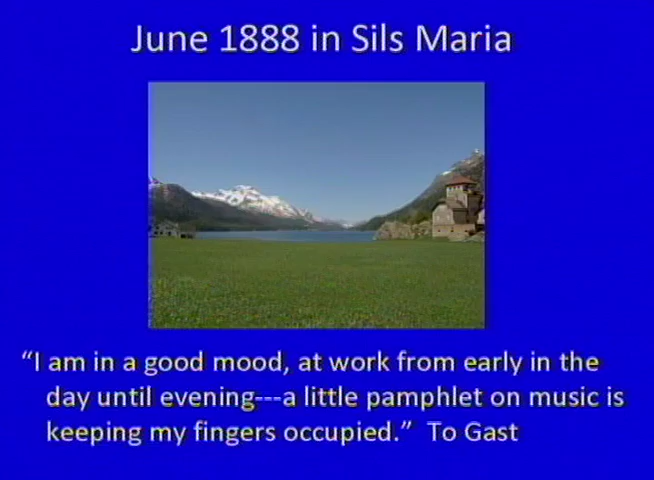 June 1888 in Sils Maria
“I am in a good mood, at work from early in the
day until evening---a little pamphlet on music is
keeping my fingers occupied.” To Gast